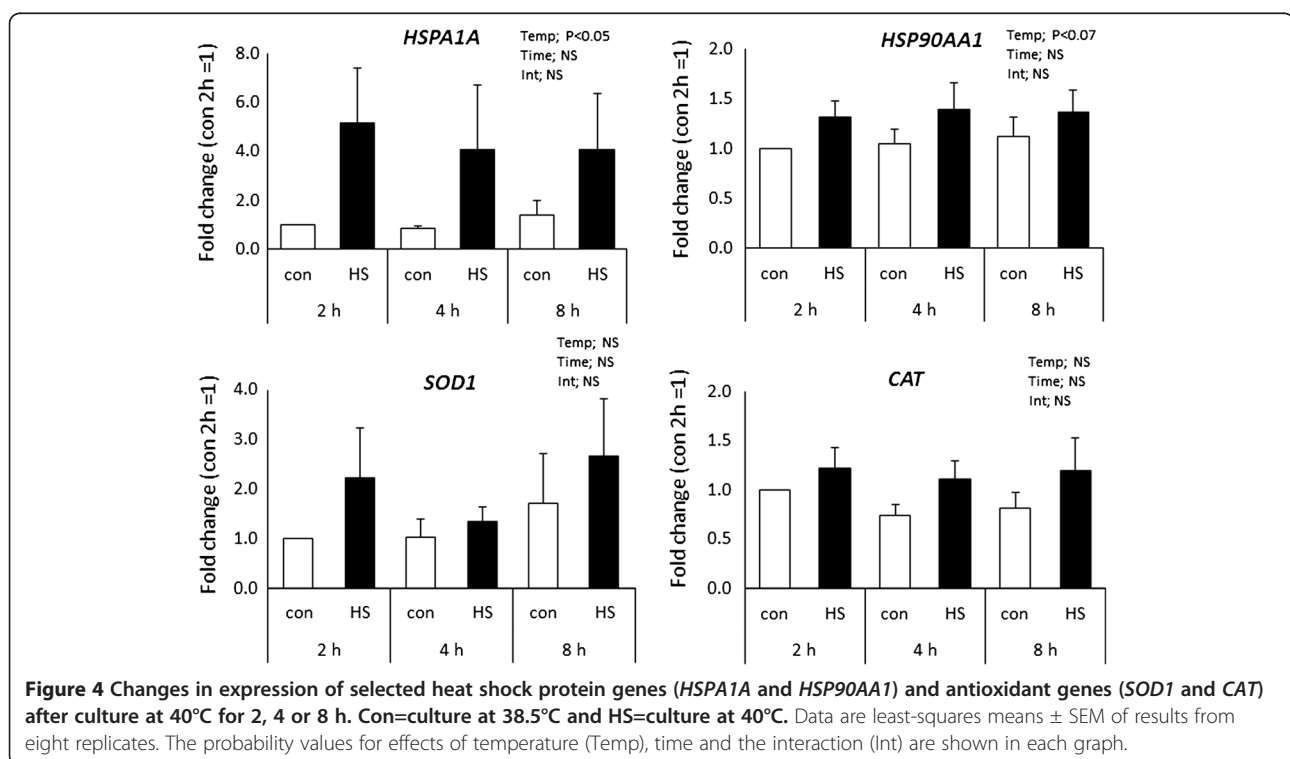 HSPA1A
Temp; P<0.05
Time; NS
Int; NS
Fold change (con 2h =1)
8.0
6.0
4.0
2.0
0.0
con HS con HS con HS
2 h 4 h 8 h
HSP90AA1
Temp; P<0.07
Time; NS
Int; NS
Fold change (con 2h =1)
2.0
1.5
1.0
0.5
0.0
con HS con HS con HS
2 h 4 h 8 h
SOD1
Temp; NS
Time; NS
Int; NS
Fold change (con 2h =1)
4.0
3.0
2.0
1.0
0.0
con HS con HS con HS
2 h 4 h 8 h
CAT
Temp; NS
Time; NS
Int; NS
Fold change (con 2h =1)
2.0
1.5
1.0
0.5
0.0
con HS con HS con HS
2 h 4 h 8 h
Figure 4 Changes in expression of selected heat shock protein genes (HSPA1A and HSP90AA1) and antioxidant genes (SOD1 and CAT)
after culture at 40°C for 2, 4 or 8 h. Con=culture at 38.5°C and HS=culture at 40°C. Data are least-squares means ± SEM of results from
eight replicates. The probability values for effects of temperature (Temp), time and the interaction (Int) are shown in each graph.